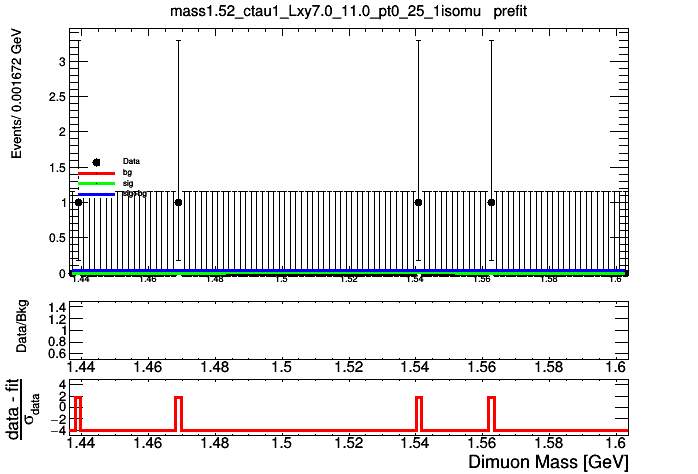 mass1.52_ctau1_Lxy7.0_11.0_pt0_25_1isomu prefit
Events/ 0.001672 GeV
3
2.5
2
1.5
1
0.5
0
Data
bg
sig
sig+bg
1.44 1.46 1.48 1.5 1.52 1.54 1.56 1.58 1.6
Data/Bkg
1.4
1.2
1
0.8
0.6
1.44 1.46 1.48 1.5 1.52 1.54 1.56 1.58 1.6
data - fit
σdata
4
2
0
−2
−4
1.44 1.46 1.48 1.5 1.52 1.54 1.56 1.58 1.6
Dimuon Mass [GeV]